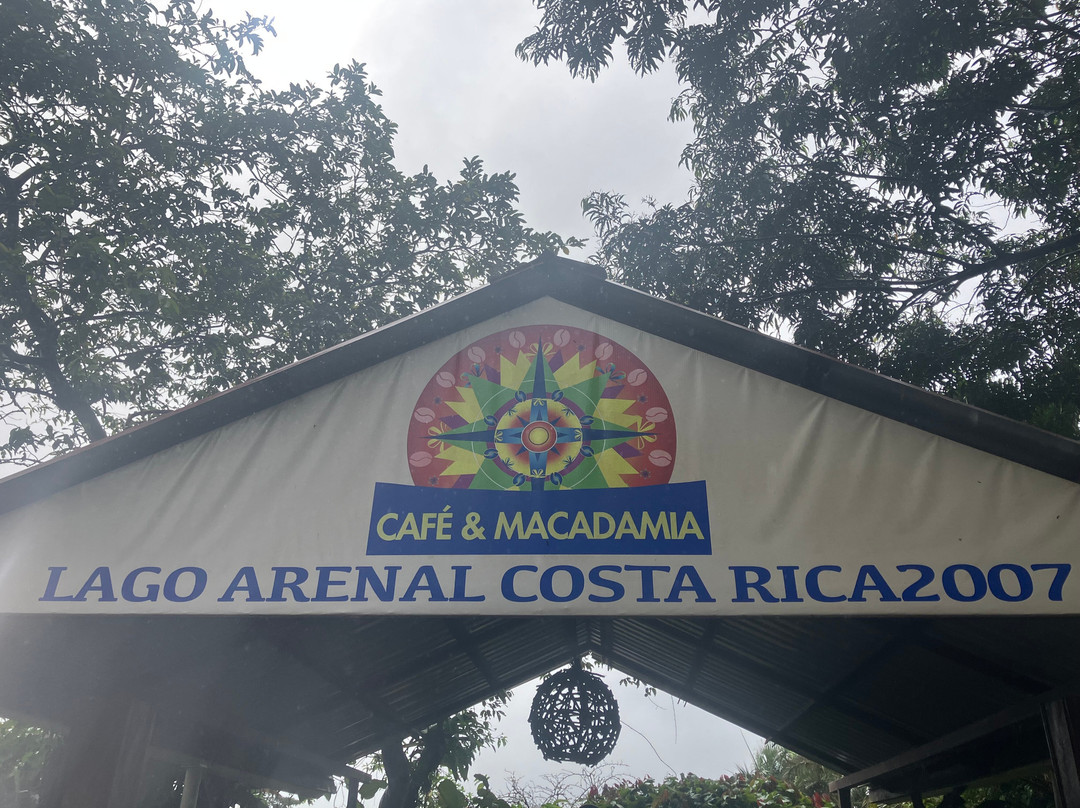 CAFÉ & MACADAMIA
LAGO ARENAL COSTA RICA2007